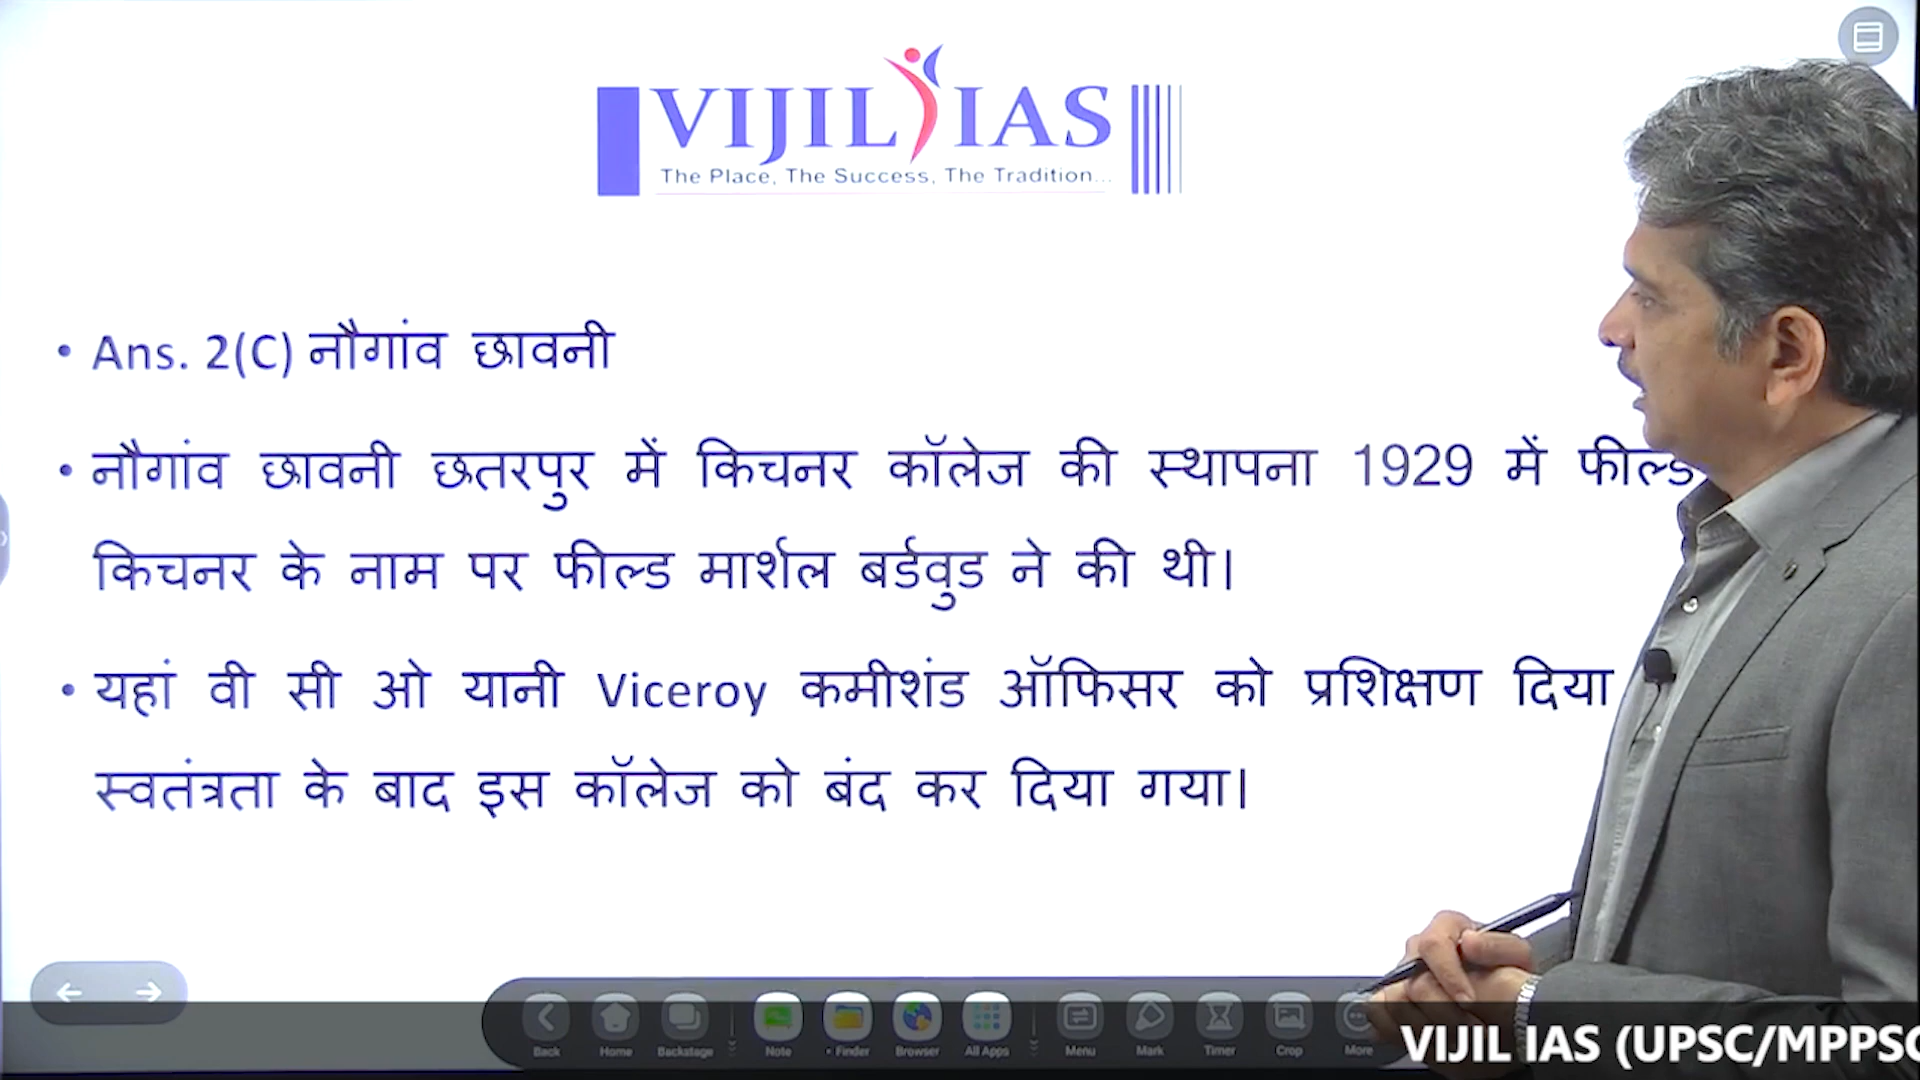 VIJIL IAS
The Place, The Success, The Tradition...
• Ans. 2(C) नौगांव छावनी
• नौगांव छावनी छतरपुर में किचनर कॉलेज की स्थापना 1929 में फील्ड
किचनर के नाम पर फील्ड मार्शल बर्डवुड ने की थी।
• यहां वी सी ओ यानी Viceroy कमीशंड ऑफिसर को प्रशिक्षण दिया
स्वतंत्रता के बाद इस कॉलेज को बंद कर दिया गया।
Back Home Backstage Note Finder Browser All Apps Menu Mark Timer Crop More
VIJIL IAS (UPSC/MPPSC